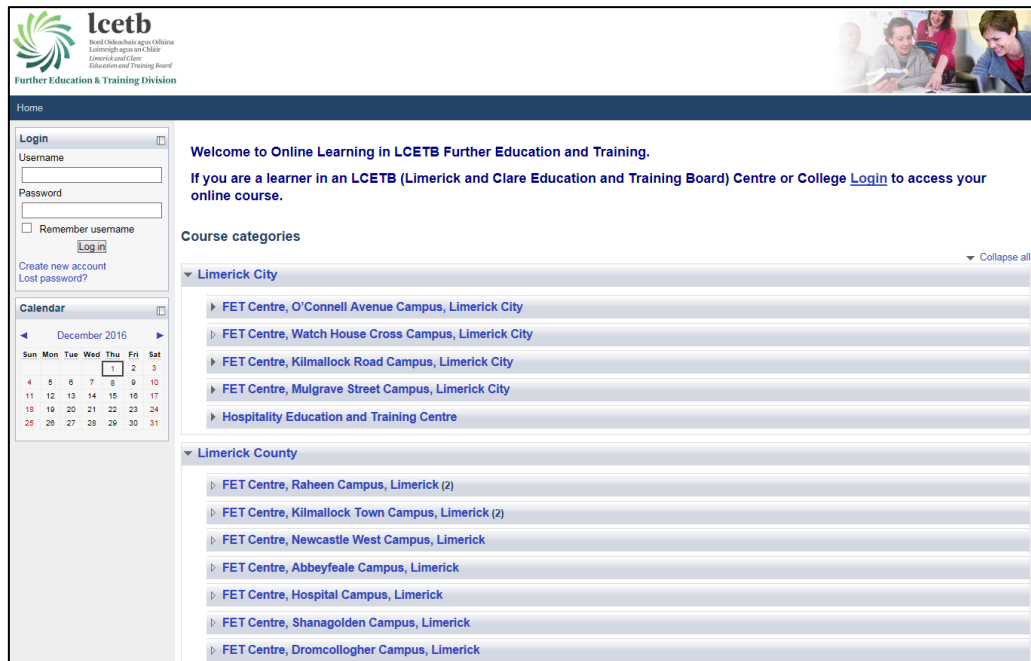 lcetb
Bord Oideachais agus Oiliúna
Luimnigh agus an Chláir
Limerick and Clare
Education and Training Board
Further Education & Training Division
Home
Login
Username
Password
Remember username
Log in
Create new account
Lost password?
Calendar
December 2016
Sun Mon Tue Wed Thu Fri Sat
1 2 3
4 5 6 7 8 9 10
11 12 13 14 15 16 17
18 19 20 21 22 23 24
25 26 27 28 29 30 31
Welcome to Online Learning in LCETB Further Education and Training.
If you are a learner in an LCETB (Limerick and Clare Education and Training Board) Centre or College Login to access your
online course.
Course categories
Collapse all
Limerick City
FET Centre, O'Connell Avenue Campus, Limerick City
FET Centre, Watch House Cross Campus, Limerick City
FET Centre, Kilmallock Road Campus, Limerick City
FET Centre, Mulgrave Street Campus, Limerick City
Hospitality Education and Training Centre
Limerick County
FET Centre, Raheen Campus, Limerick (2)
FET Centre, Kilmallock Town Campus, Limerick (2)
FET Centre, Newcastle West Campus, Limerick
FET Centre, Abbeyfeale Campus, Limerick
FET Centre, Hospital Campus, Limerick
FET Centre, Shanagolden Campus, Limerick
FET Centre, Dromcollogher Campus, Limerick